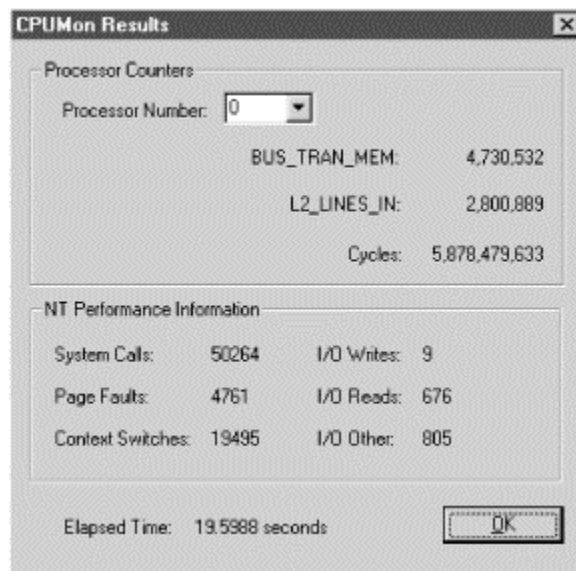 CPUMon Results
Processor Counters
Processor Number: 0
BUS_TRAN_MEM: 4,730,532
L2_LINES_IN: 2,800,889
Cycles: 5,878,479,633
NT Performance Information
System Calls: 50264 I/O Writes: 9
Page Faults: 4761 I/O Reads: 676
Context Switches: 19495 I/O Other: 805
Elapsed Time: 19.5988 seconds OK